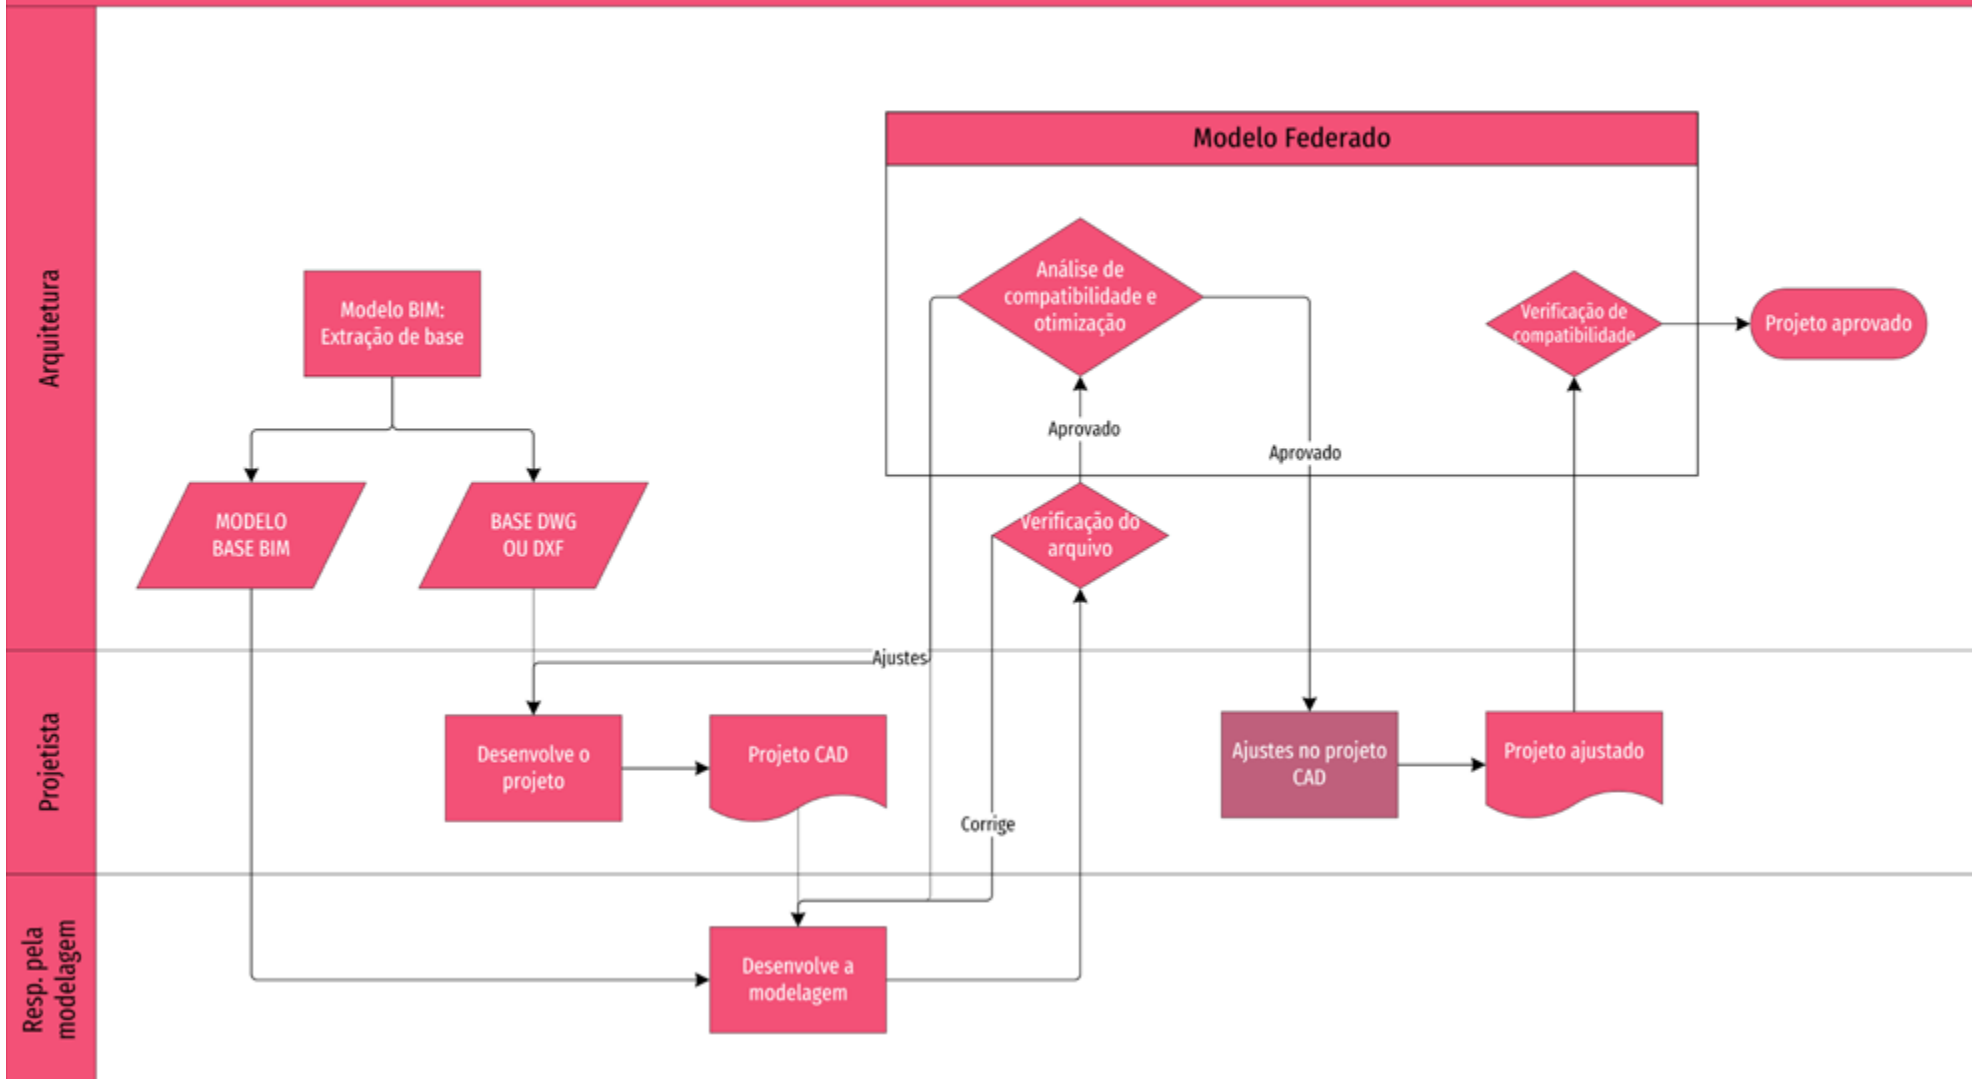 Arquitetura
Modelo Federado
Análise de
compatibilidade e
otimização
Verificação de
compatibilidade
Projeto aprovado
Modelo BIM:
Extração de base
Aprovado
Aprovado
MODELO
BASE BIM
BASE DWG
OU DXF
Verificação do
arquivo
Projetista
Ajustes
Desenvolve o
projeto
Projeto CAD
Ajustes no projeto
CAD
Projeto ajustado
Corrige
Resp. pela
modelagem
Desenvolve a
modelagem